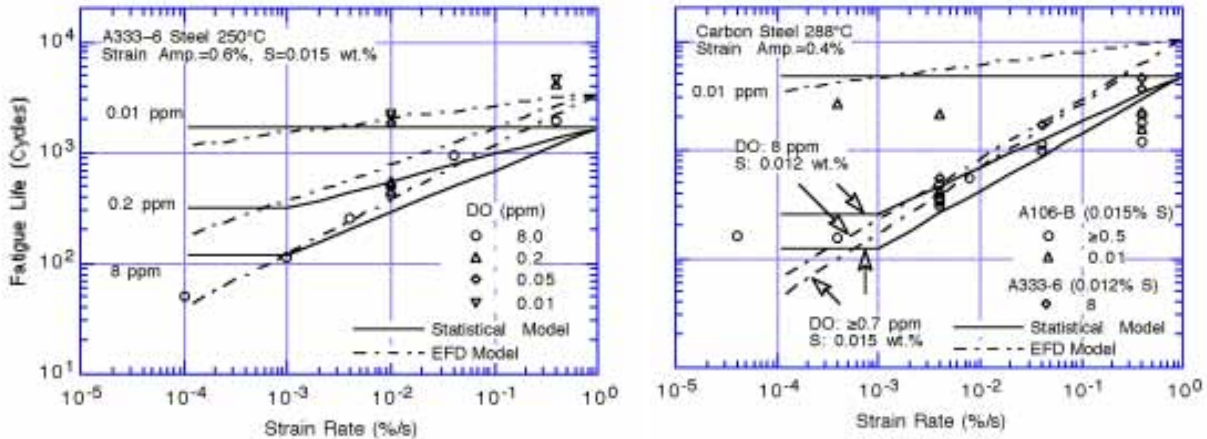 A333–6 Steel 250°C
Strain Amp.=0.6%, S=0.015 wt.%
0.01 ppm
0.2 ppm
8 ppm
DO (ppm)
8.0
0.2
0.05
0.01
Statistical Model
EFD Model
10⁴
10³
10²
10¹
Fatigue Life (Cycles)
10⁻⁵ 10⁻⁴ 10⁻³ 10⁻² 10⁻¹ 10⁰
Strain Rate (%/s)
Carbon Steel 288°C
Strain Amp.=0.4%
0.01 ppm
DO: 8 ppm
S: 0.012 wt.%
A106–B (0.015% S)
≥0.5
0.01
A333–6 (0.012% S)
8
DO: ≥0.7 ppm
S: 0.015 wt.%
Statistical Model
EFD Model
10⁻⁵ 10⁻⁴ 10⁻³ 10⁻² 10⁻¹ 10⁰
Strain Rate (%/s)